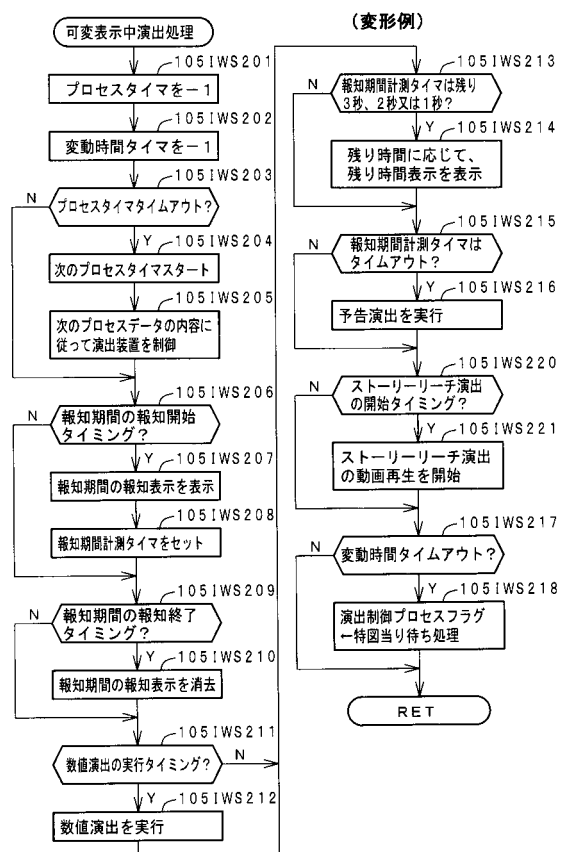 (変形例)
可変表示中演出処理
105IWS201
プロセスタイマを−1
105IWS202
変動時間タイマを−1
105IWS203
プロセスタイマタイムアウト?
N
Y
105IWS204
次のプロセスタイマスタート
105IWS205
次のプロセスデータの内容に
従って演出装置を制御
105IWS206
報知期間の報知開始
タイミング?
N
Y
105IWS207
報知期間の報知表示を表示
105IWS208
報知期間計測タイマをセット
105IWS209
報知期間の報知終了
タイミング?
N
Y
105IWS210
報知期間の報知表示を消去
105IWS211
数値演出の実行タイミング?
N
Y
105IWS212
数値演出を実行
105IWS213
報知期間計測タイマは残り
3秒、2秒又は1秒?
N
Y
105IWS214
残り時間に応じて、
残り時間表示を表示
105IWS215
報知期間計測タイマは
タイムアウト?
N
Y
105IWS216
予告演出を実行
105IWS220
ストーリーリーチ演出
の開始タイミング?
N
Y
105IWS221
ストーリーリーチ演出
の動画再生を開始
105IWS217
変動時間タイムアウト?
N
Y
105IWS218
演出制御プロセスフラグ
←特図当り待ち処理
RET